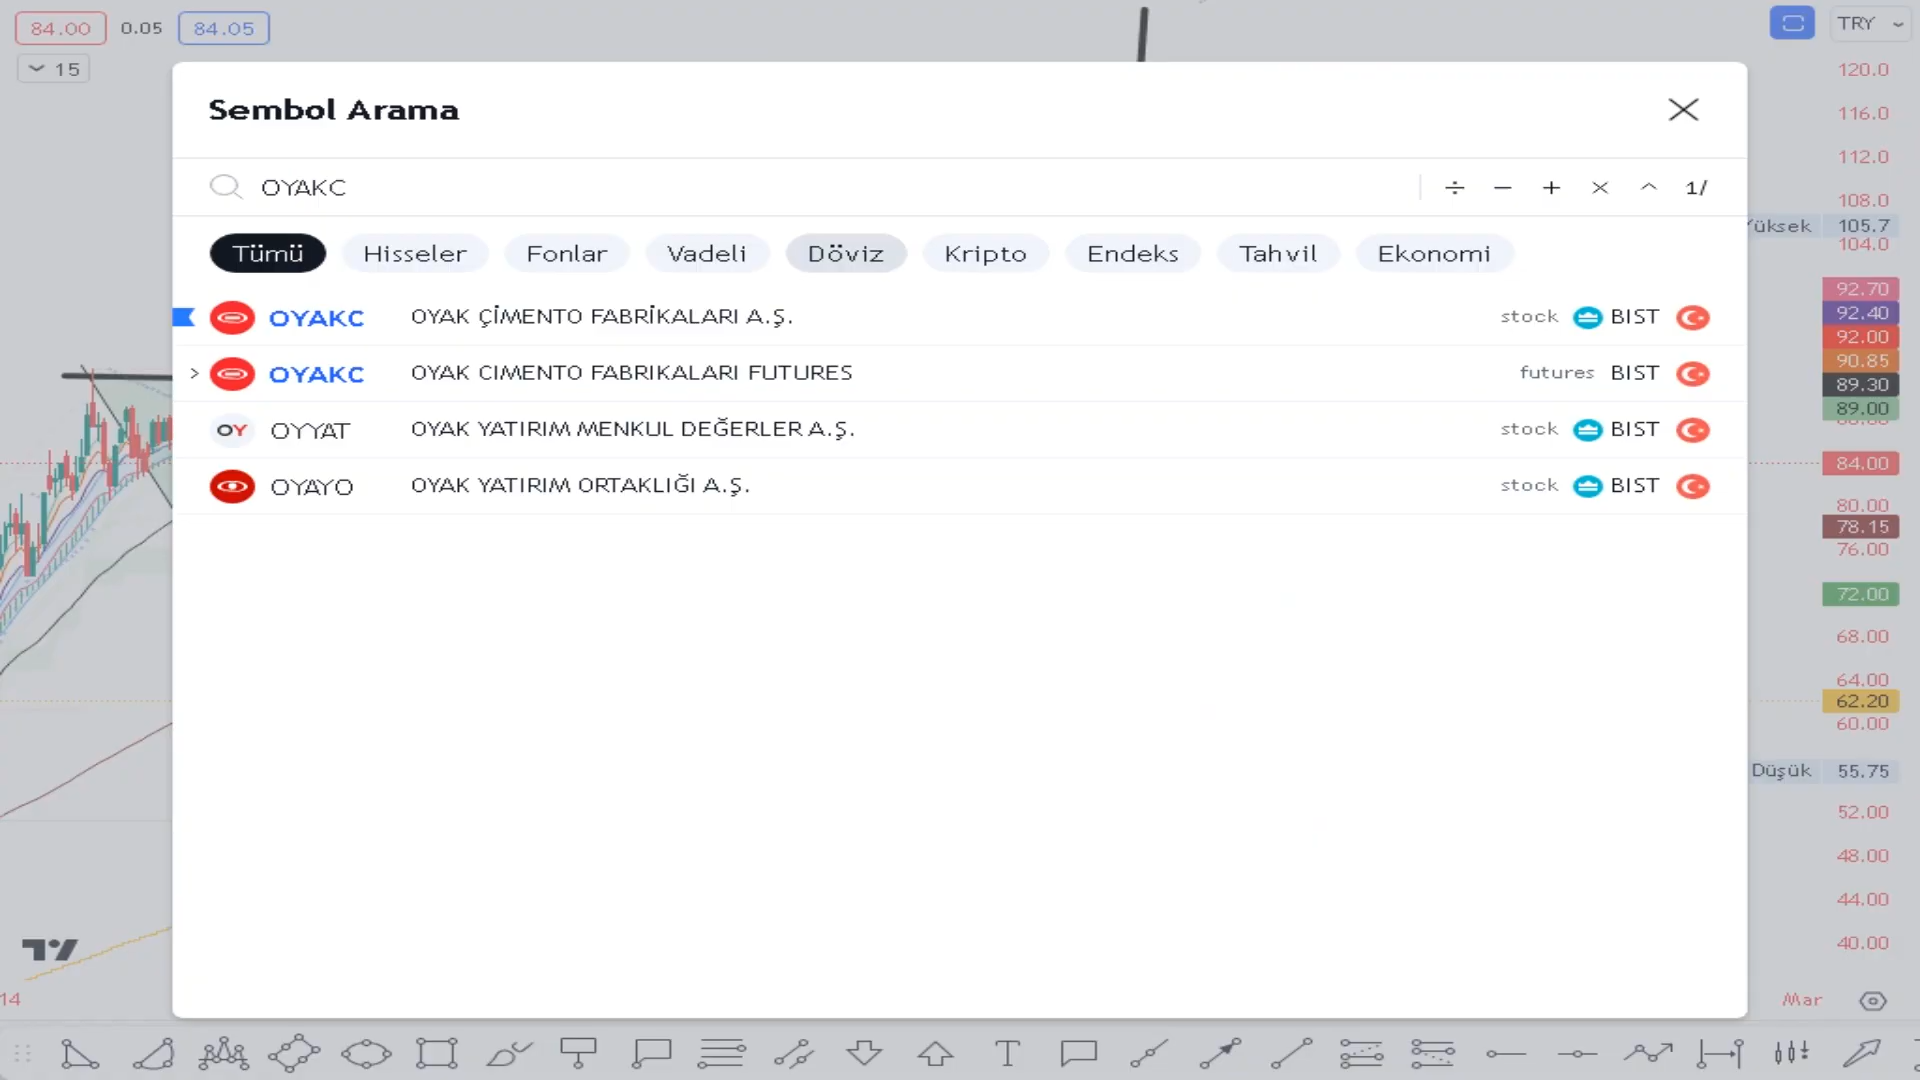 84.00 0.05 84.05
TRY
15
120.0
Sembol Arama
116.0
112.0
OYAKC
1/
108.0
Yüksek 105.7
104.0
Tümü Hisseler Fonlar Vadeli Döviz Kripto Endeks Tahvil Ekonomi
92.70
OYAKC OYAK ÇİMENTO FABRİKALARI A.Ş. stock BIST
92.40
92.00
90.85
OYAKC OYAK CIMENTO FABRIKALARI FUTURES futures BIST
89.30
89.00
OYYAT OYAK YATIRIM MENKUL DEĞERLER A.Ş. stock BIST
OY
84.00
OYAYO OYAK YATIRIM ORTAKLIĞI A.Ş. stock BIST
80.00
78.15
76.00
72.00
68.00
64.00
62.20
60.00
Düşük 55.75
52.00
48.00
44.00
40.00
14
Mar